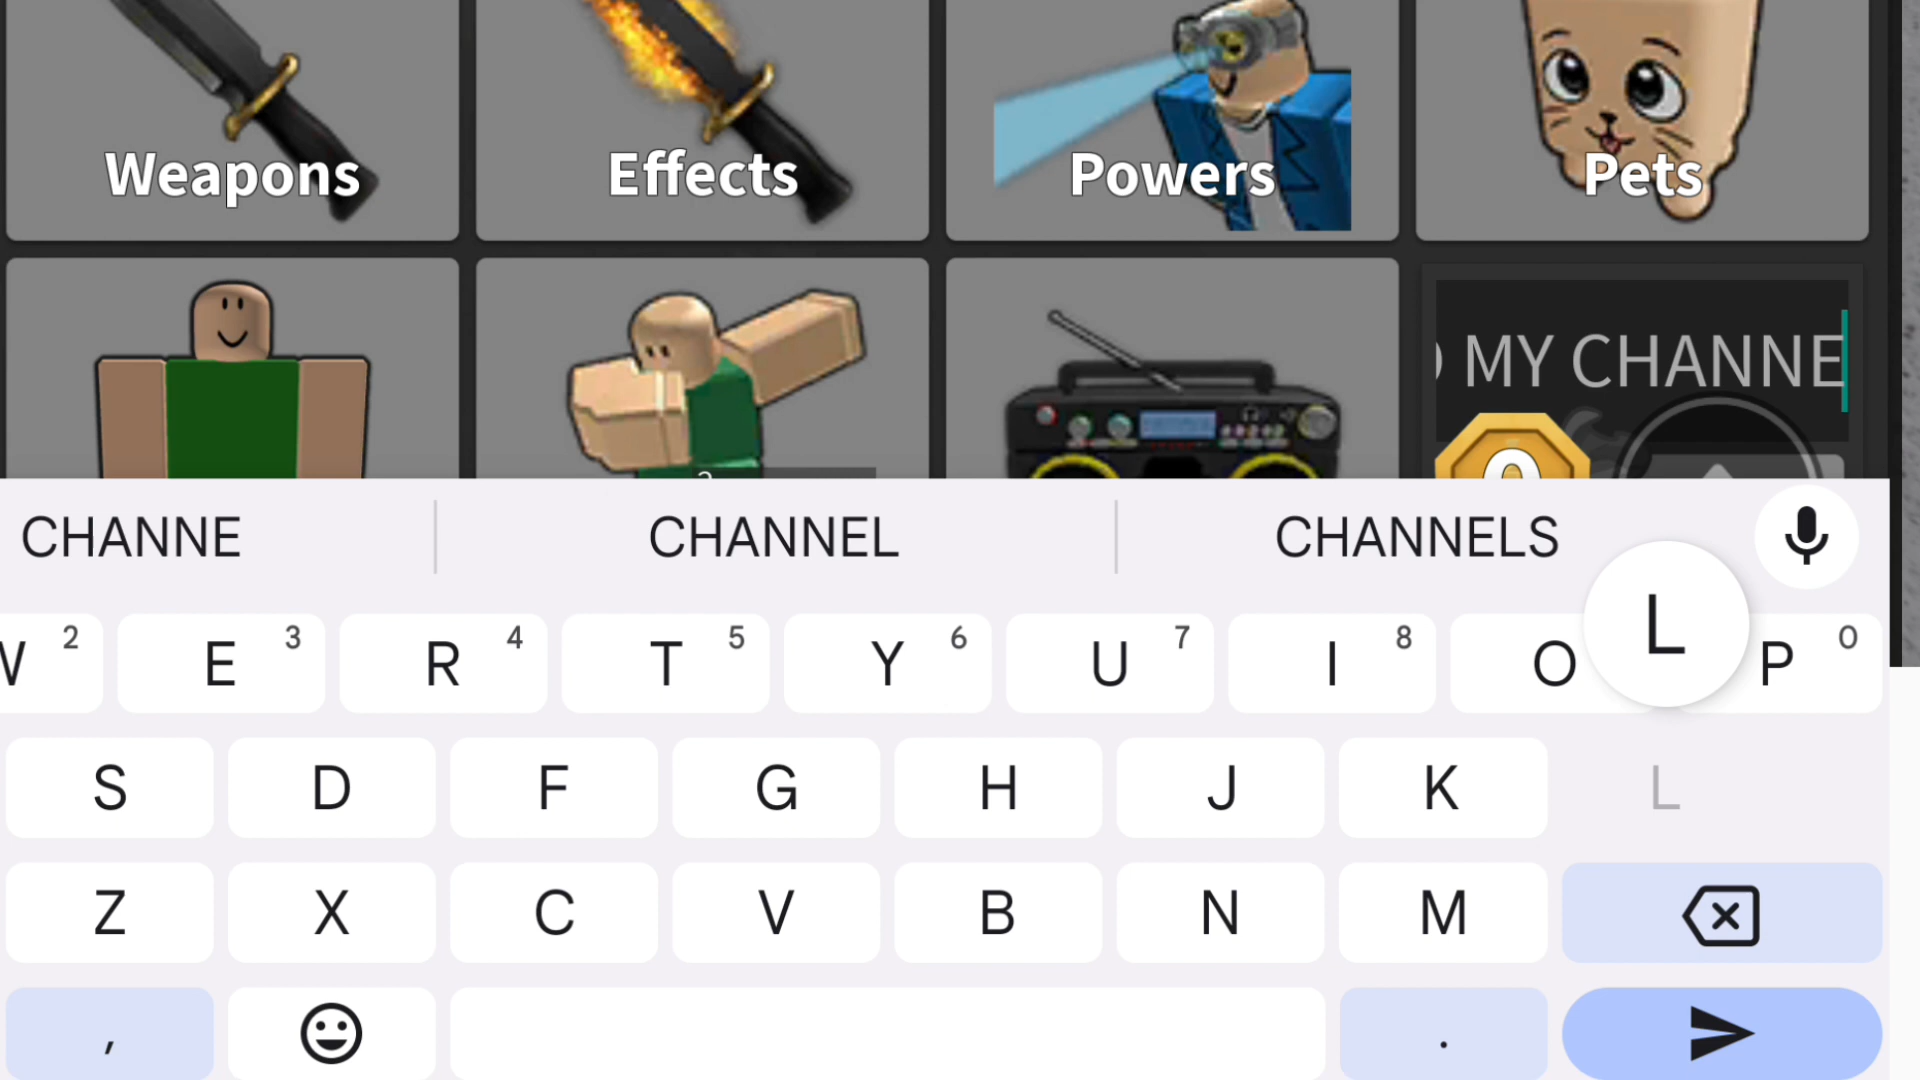 Weapons Effects Powers Pets
MY CHANNE
CHANNE CHANNEL CHANNELS
W 2 E 3 R 4 T 5 Y 6 U 7 I 8 O L P 0
S D F G H J K L
Z X C V B N M
, .